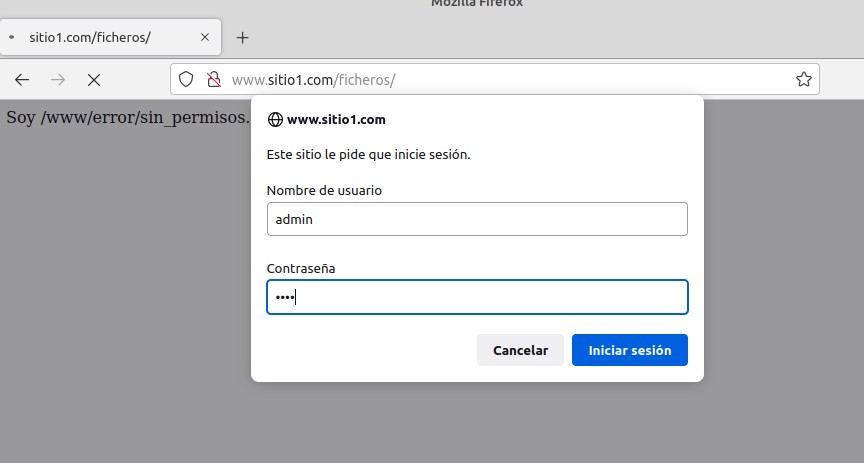 Mozilla Firefox
sitio1.com/ficheros/
www.sitio1.com/ficheros/
Soy /www/error/sin_permisos.
www.sitio1.com
Este sitio le pide que inicie sesión.
Nombre de usuario
admin
Contraseña
••••
Cancelar
Iniciar sesión